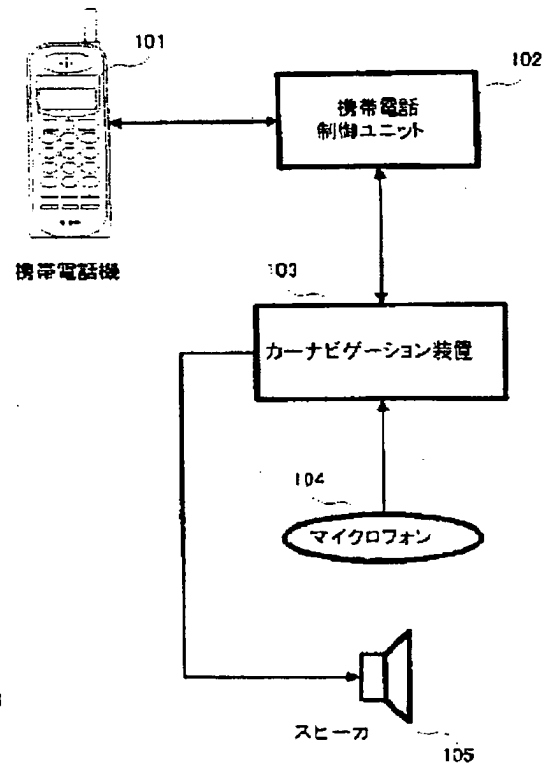 101
102
携帯電話
制御ユニット
携帯電話機
103
カーナビゲーション装置
104
マイクロフォン
スピーカ
105